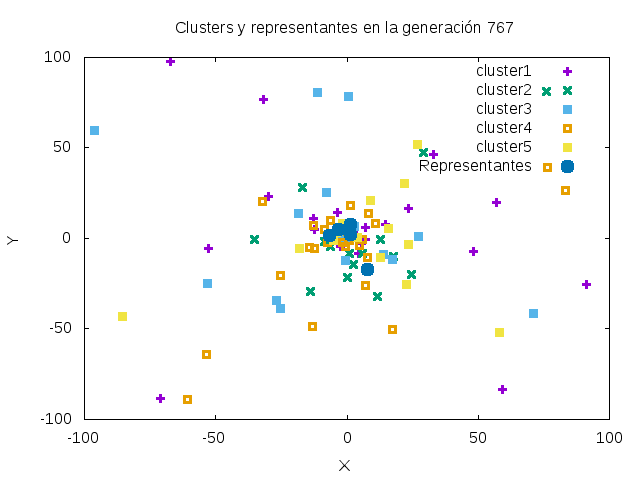 Clusters y representantes en la generación 767
100
50
0
-50
-100
-100
-50
0
50
100
Y
X
cluster1
cluster2
cluster3
cluster4
cluster5
Representantes